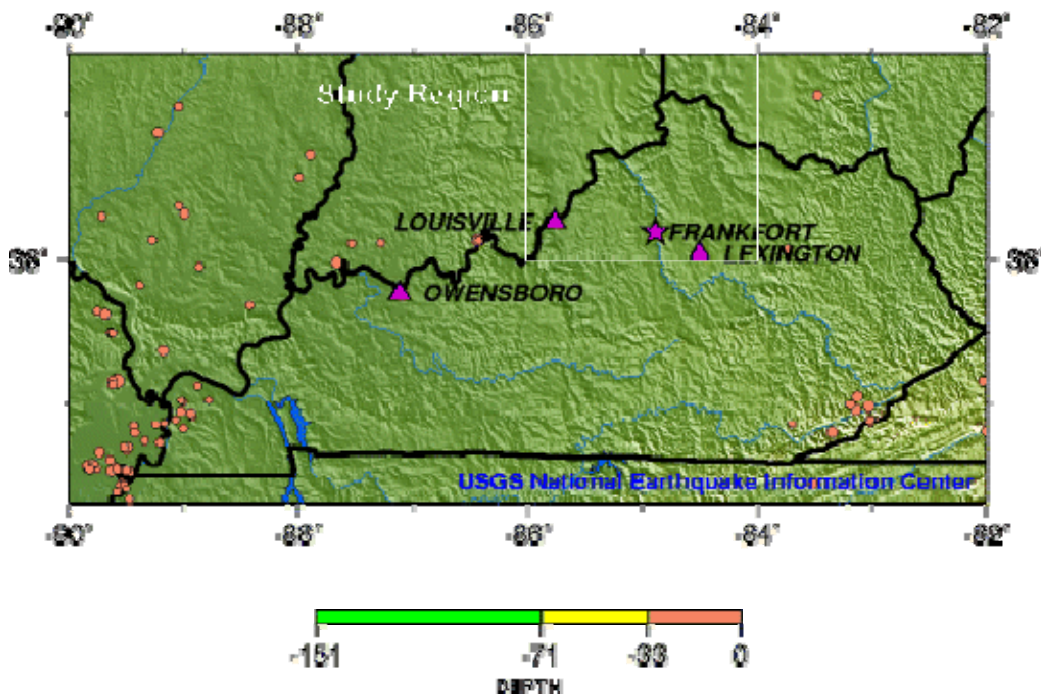 -90° -88° -86° -84° -82°
Study Region
LOUISVILLE
FRANKFORT
LEXINGTON
38° 38°
OWENSBORO
USGS National Earthquake Information Center
-90° -88° -86° -84° -82°
-151 -71 -33 0
DEPTH